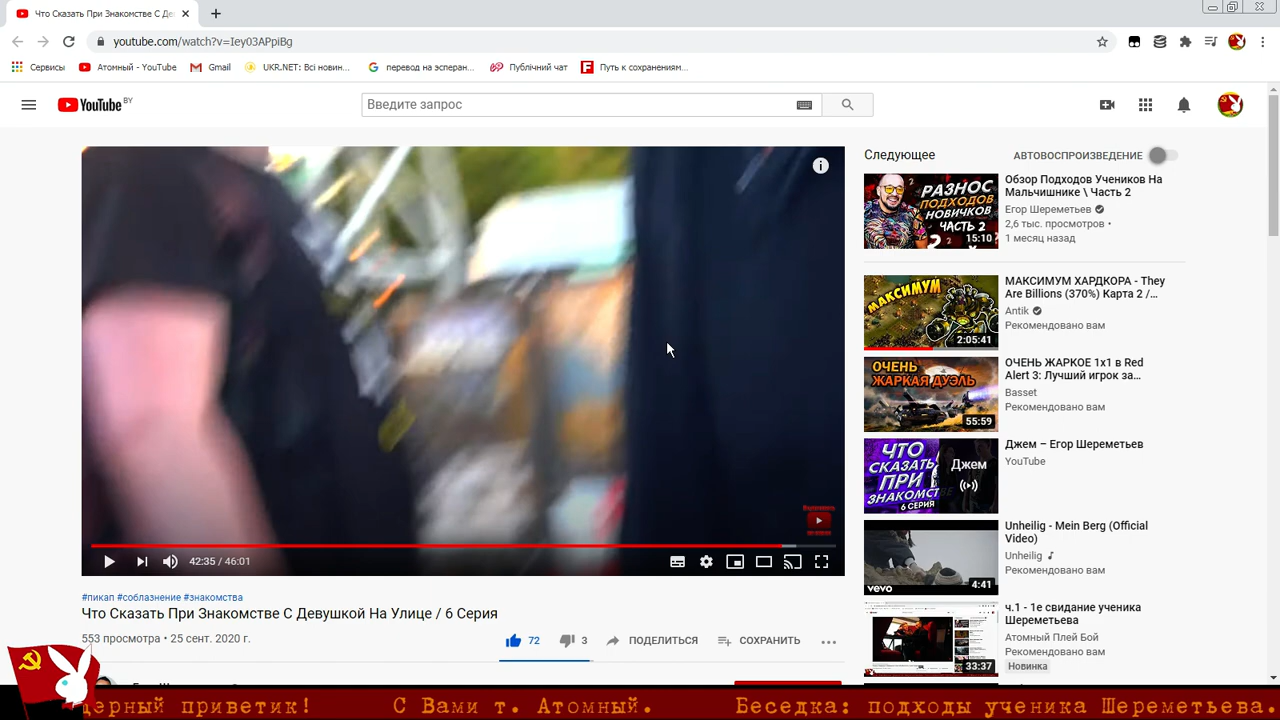 Что Сказать При Знакомстве С Де
youtube.com/watch?v=Iey03APpiBg
Сервисы
Атомный - YouTube
Gmail
UKR.NET: Всі новин...
перевод на эсперан...
Публічний чат
Путь к сохранениям...
YouTube BY
Введите запрос
Следующее
АВТОВОСПРОИЗВЕДЕНИЕ
РАЗНОС
ПОДХОДОВ
НОВИЧКОВ
ЧАСТЬ 2
15:10
Обзор Подходов Учеников На
Мальчишнике \ Часть 2
Егор Шереметьев
2,6 тыс. просмотров •
1 месяц назад
МАКСИМУМ
2:05:41
МАКСИМУМ ХАРДКОРА - They
Are Billions (370%) Карта 2 /...
Antik
Рекомендовано вам
ОЧЕНЬ
ЖАРКАЯ ДУЭЛЬ
55:59
ОЧЕНЬ ЖАРКОЕ 1x1 в Red
Alert 3: Лучший игрок за...
Basset
Рекомендовано вам
ЧТО
СКАЗАТЬ
ПРИ
ЗНАКОМСТВЕ
6 СЕРИЯ
Джем
Джем – Егор Шереметьев
YouTube
vevo
4:41
Unheilig - Mein Berg (Official
Video)
Unheilig
Рекомендовано вам
33:37
ч.1 - 1е свидание ученика
Шереметьева
Атомный Плей Бой
Рекомендовано вам
Новинка
42:35 / 46:01
#пикап #соблазнение #знакомства
Что Сказать При Знакомстве С Девушкой На Улице / 6 Серия
553 просмотра • 25 сент. 2020 г.
72
3
ПОДЕЛИТЬСЯ
СОХРАНИТЬ
дерный приветик! С Вами т. Атомный. Беседка: подходы ученика Шереметьева.